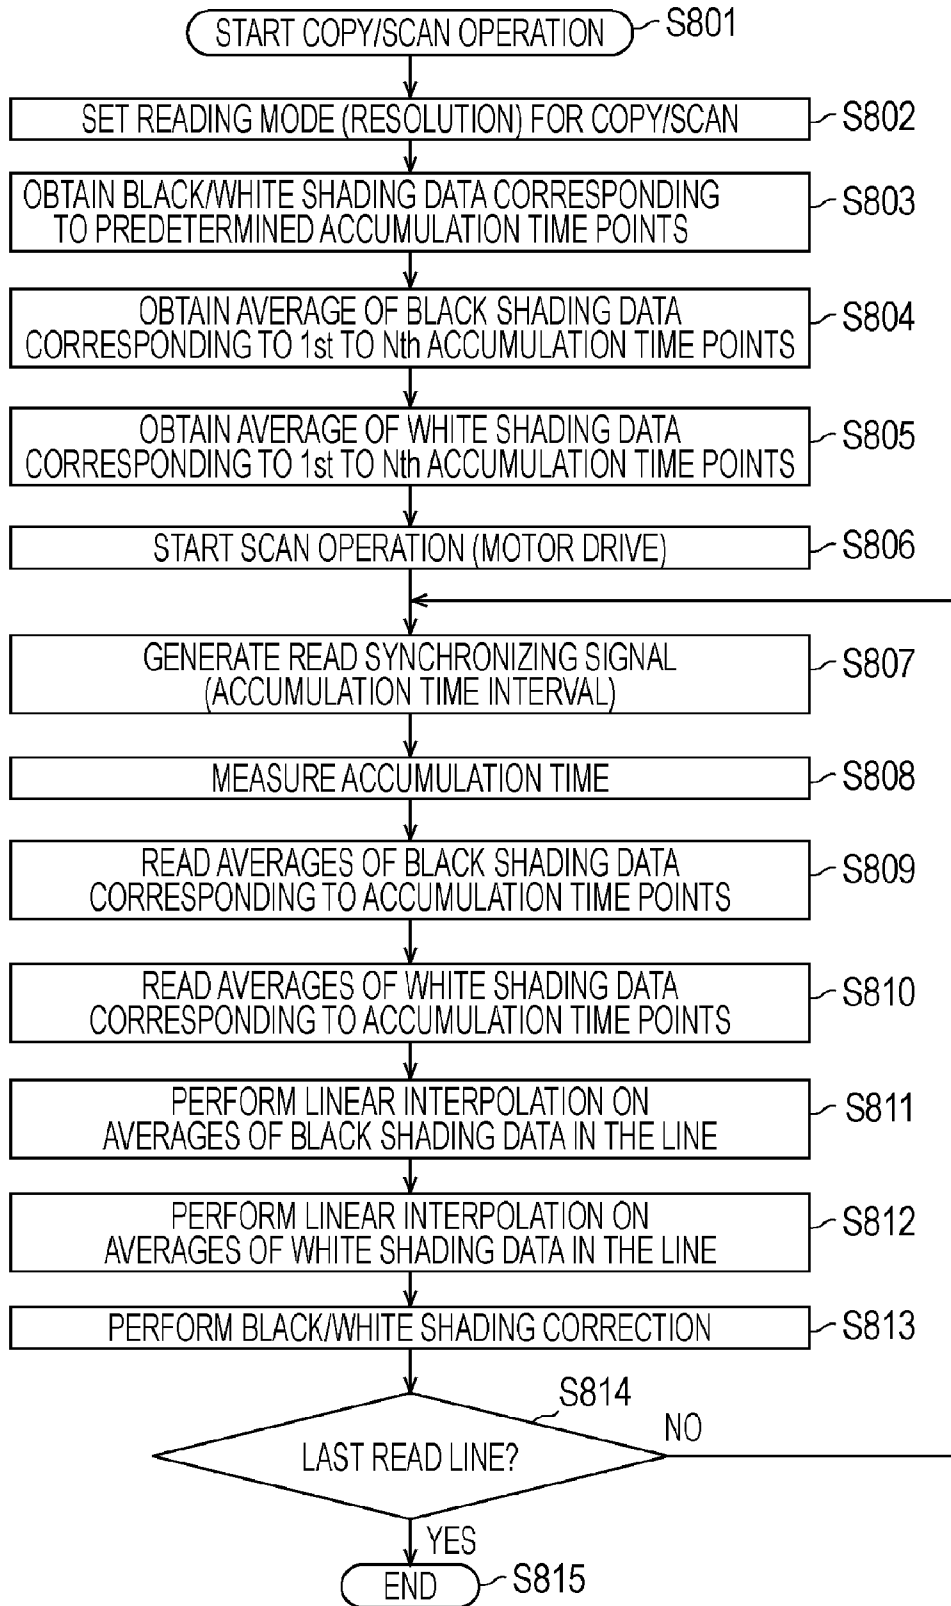 START COPY/SCAN OPERATION S801
SET READING MODE (RESOLUTION) FOR COPY/SCAN S802
OBTAIN BLACK/WHITE SHADING DATA CORRESPONDING
TO PREDETERMINED ACCUMULATION TIME POINTS S803
OBTAIN AVERAGE OF BLACK SHADING DATA
CORRESPONDING TO 1st TO Nth ACCUMULATION TIME POINTS S804
OBTAIN AVERAGE OF WHITE SHADING DATA
CORRESPONDING TO 1st TO Nth ACCUMULATION TIME POINTS S805
START SCAN OPERATION (MOTOR DRIVE) S806
GENERATE READ SYNCHRONIZING SIGNAL
(ACCUMULATION TIME INTERVAL) S807
MEASURE ACCUMULATION TIME S808
READ AVERAGES OF BLACK SHADING DATA
CORRESPONDING TO ACCUMULATION TIME POINTS S809
READ AVERAGES OF WHITE SHADING DATA
CORRESPONDING TO ACCUMULATION TIME POINTS S810
PERFORM LINEAR INTERPOLATION ON
AVERAGES OF BLACK SHADING DATA IN THE LINE S811
PERFORM LINEAR INTERPOLATION ON
AVERAGES OF WHITE SHADING DATA IN THE LINE S812
PERFORM BLACK/WHITE SHADING CORRECTION S813
S814
LAST READ LINE? NO
YES
END S815